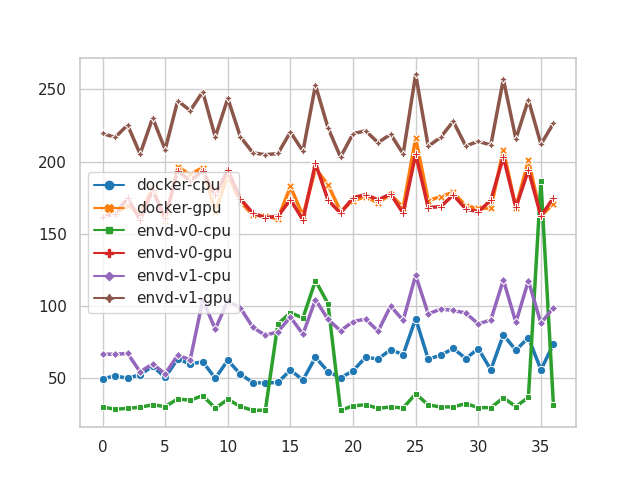 250
200
150
100
50
docker-cpu
docker-gpu
envd-v0-cpu
envd-v0-gpu
envd-v1-cpu
envd-v1-gpu
0 5 10 15 20 25 30 35